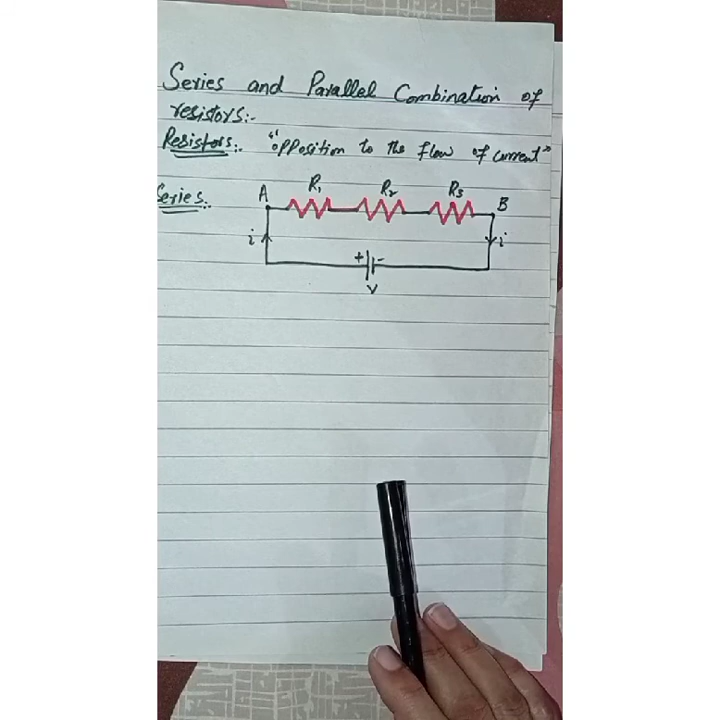 Series and Parallel Combination of
resistors:-
Resistors:. "opposition to the flow of current"
Series:.
A R1 R2 R3 B
i i
+ -
V